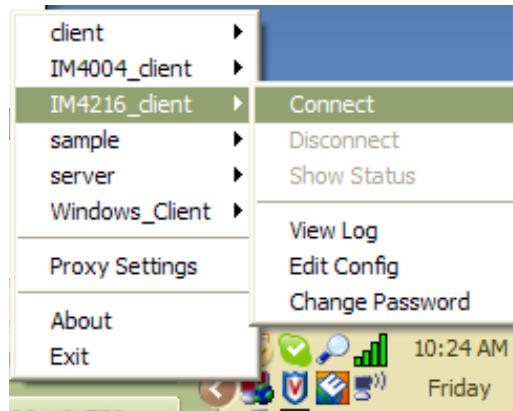 client
IM4004_client
IM4216_client
sample
server
Windows_Client
Proxy Settings
About
Exit
Connect
Disconnect
Show Status
View Log
Edit Config
Change Password
10:24 AM
Friday